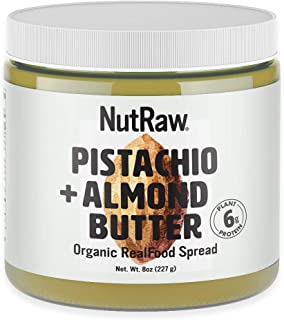 NutRaw®
PISTACHIO
+ ALMOND
BUTTER
PLANT
6g
PROTEIN
Organic RealFood Spread
Net. Wt. 8oz (227 g)